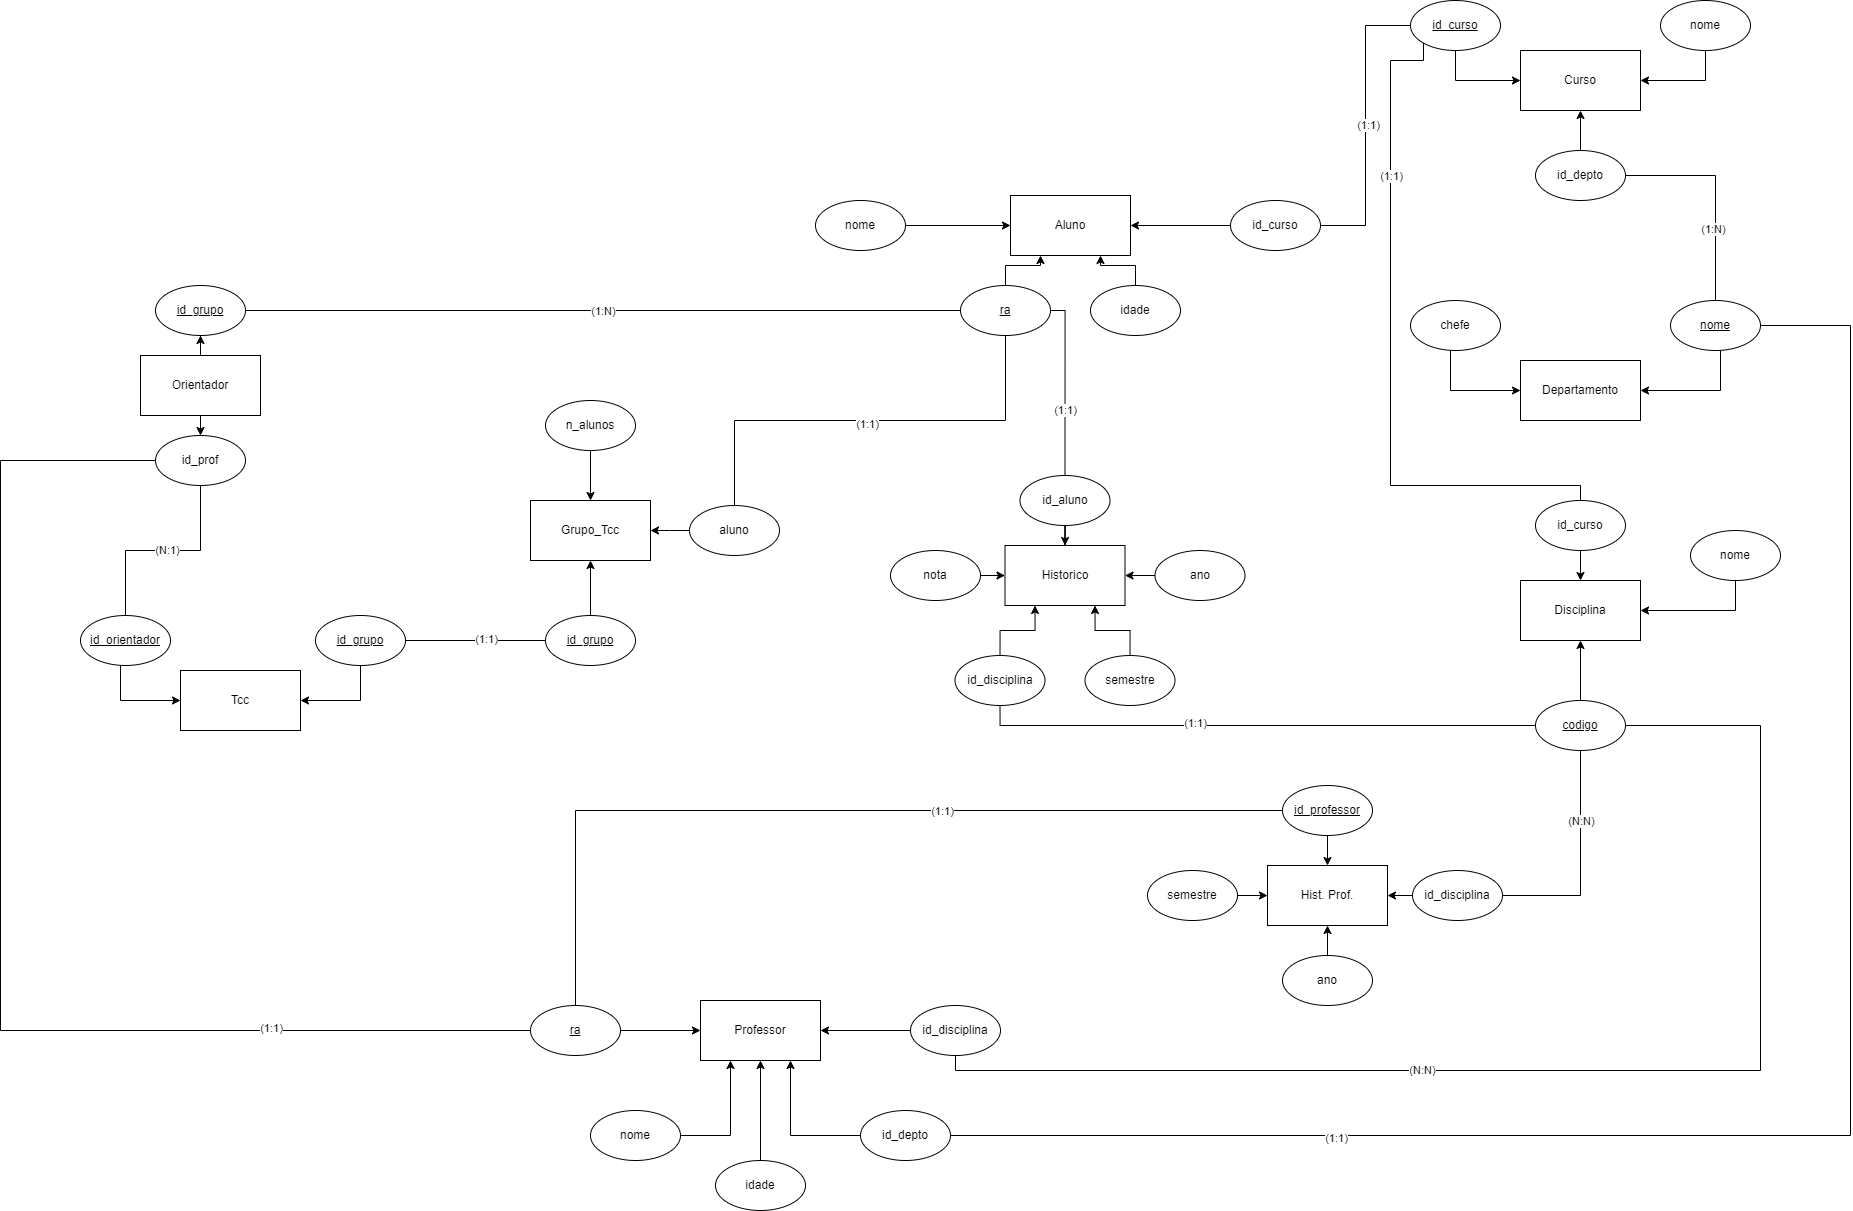 id_curso
nome
Curso
(1:1)
(1:1)
id_depto
nome
Aluno
id_curso
(1:N)
id_grupo
(1:N)
ra
idade
chefe
nome
Orientador
Departamento
n_alunos
(1:1)
(1:1)
id_prof
id_aluno
Grupo_Tcc
aluno
id_curso
(N:1)
nota
Historico
ano
nome
Disciplina
id_orientador
id_grupo
(1:1)
id_grupo
id_disciplina
semestre
Tcc
(1:1)
codigo
(1:1)
id_professor
(N:N)
semestre
Hist. Prof.
id_disciplina
ano
(1:1)
ra
Professor
id_disciplina
(N:N)
nome
id_depto
(1:1)
idade